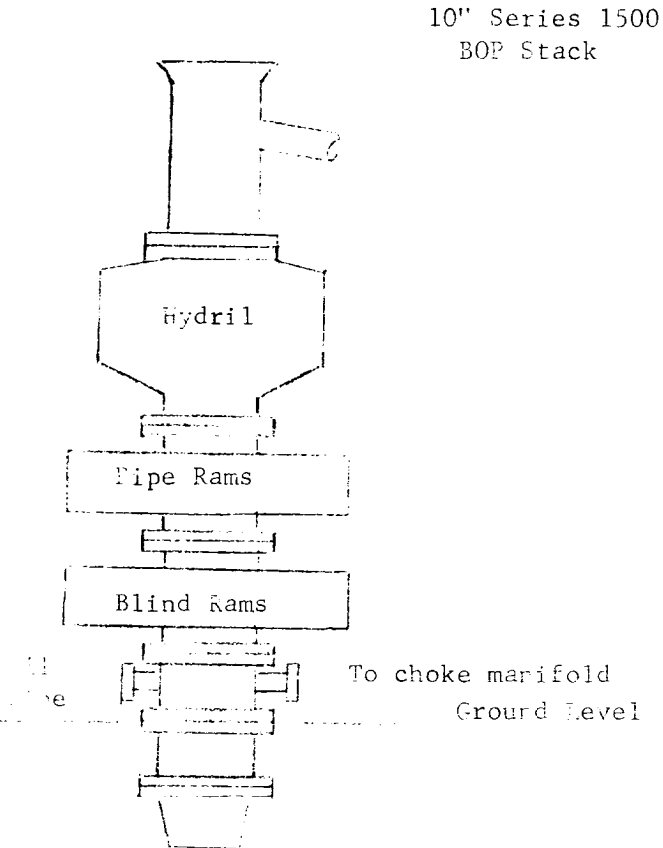 10" Series 1500
BOP Stack
Hydril
Pipe Rams
Blind Rams
To choke manifold
Ground Level